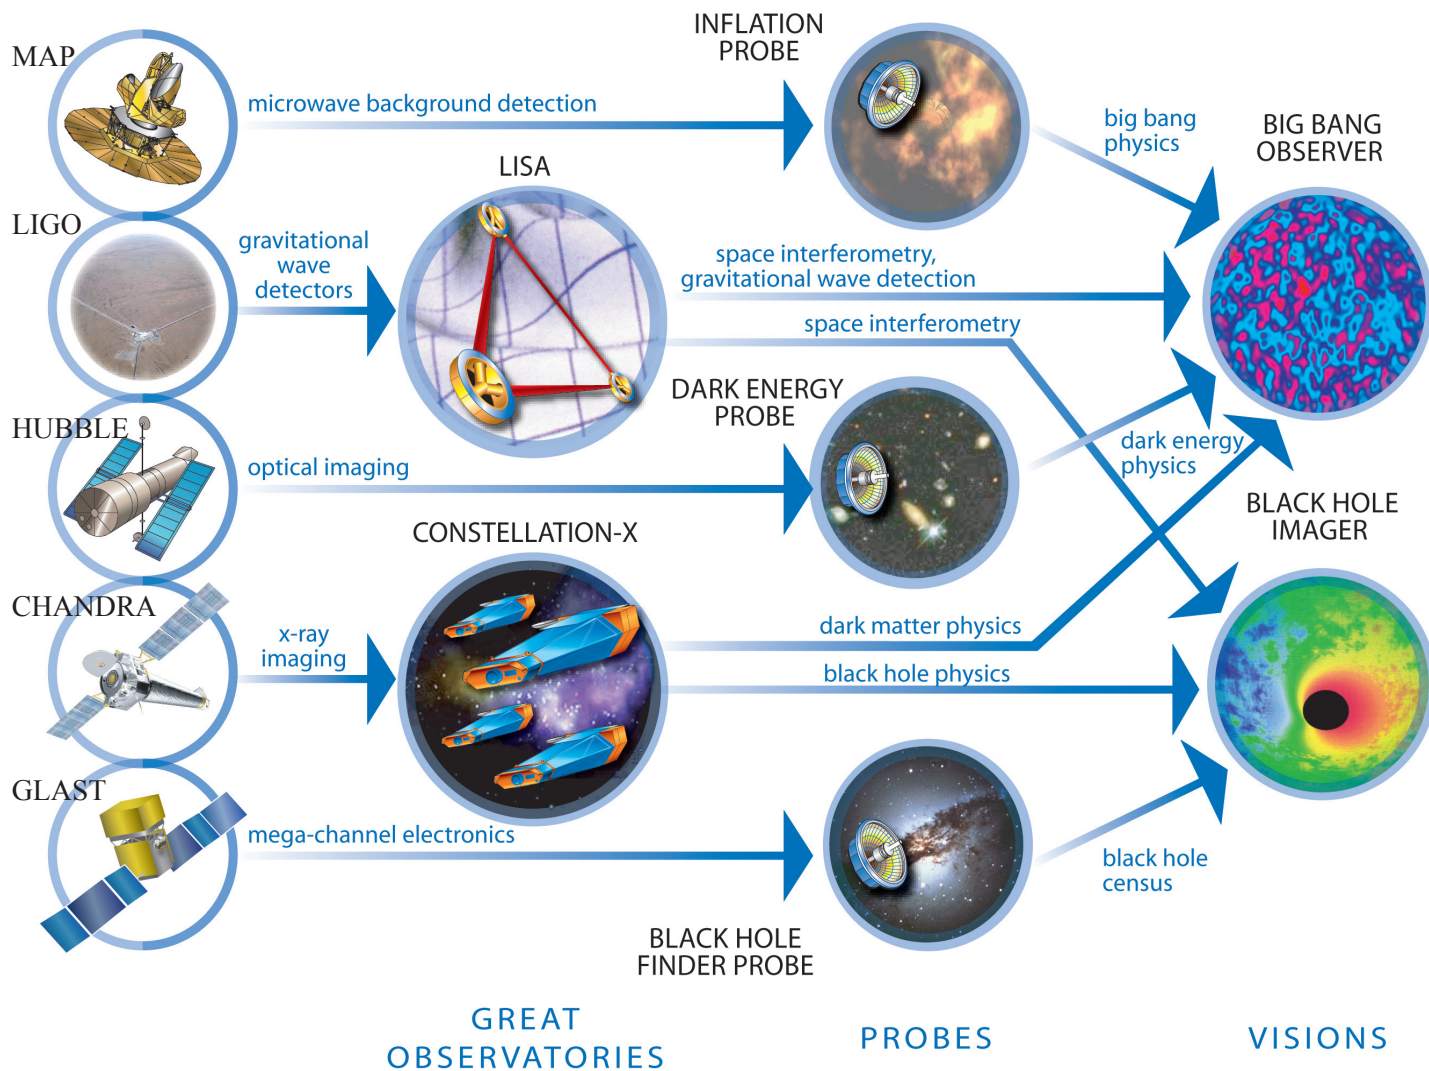 MAP
microwave background detection
INFLATION
PROBE
big bang
physics
BIG BANG
OBSERVER
LIGO
gravitational
wave
detectors
LISA
space interferometry,
gravitational wave detection
space interferometry
HUBBLE
optical imaging
DARK ENERGY
PROBE
dark energy
physics
CHANDRA
x-ray
imaging
CONSTELLATION-X
dark matter physics
black hole physics
BLACK HOLE
IMAGER
GLAST
mega-channel electronics
BLACK HOLE
FINDER PROBE
black hole
census
GREAT
OBSERVATORIES
PROBES
VISIONS